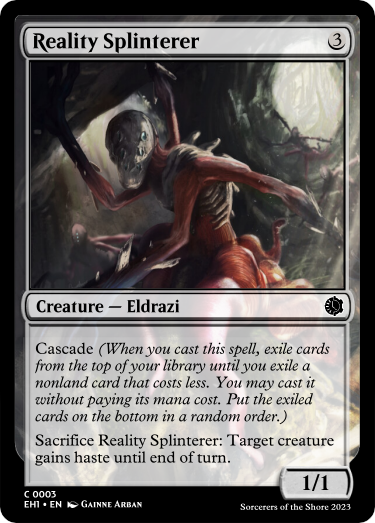 Reality Splinterer 3
Creature — Eldrazi
Cascade (When you cast this spell, exile cards
from the top of your library until you exile a
nonland card that costs less. You may cast it
without paying its mana cost. Put the
exiled cards on the bottom in a random order.)
Sacrifice Reality Splinterer: Target creature
gains haste until end of turn.
1/1
C 0003
EH1 • EN Gainne Arban
Sorcerers of the Shore 2023